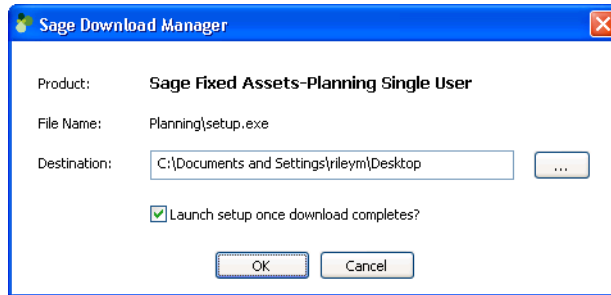 Sage Download Manager
Product: Sage Fixed Assets-Planning Single User
File Name: Planning\setup.exe
Destination: C:\Documents and Settings\rileym\Desktop ...
Launch setup once download completes?
OK Cancel